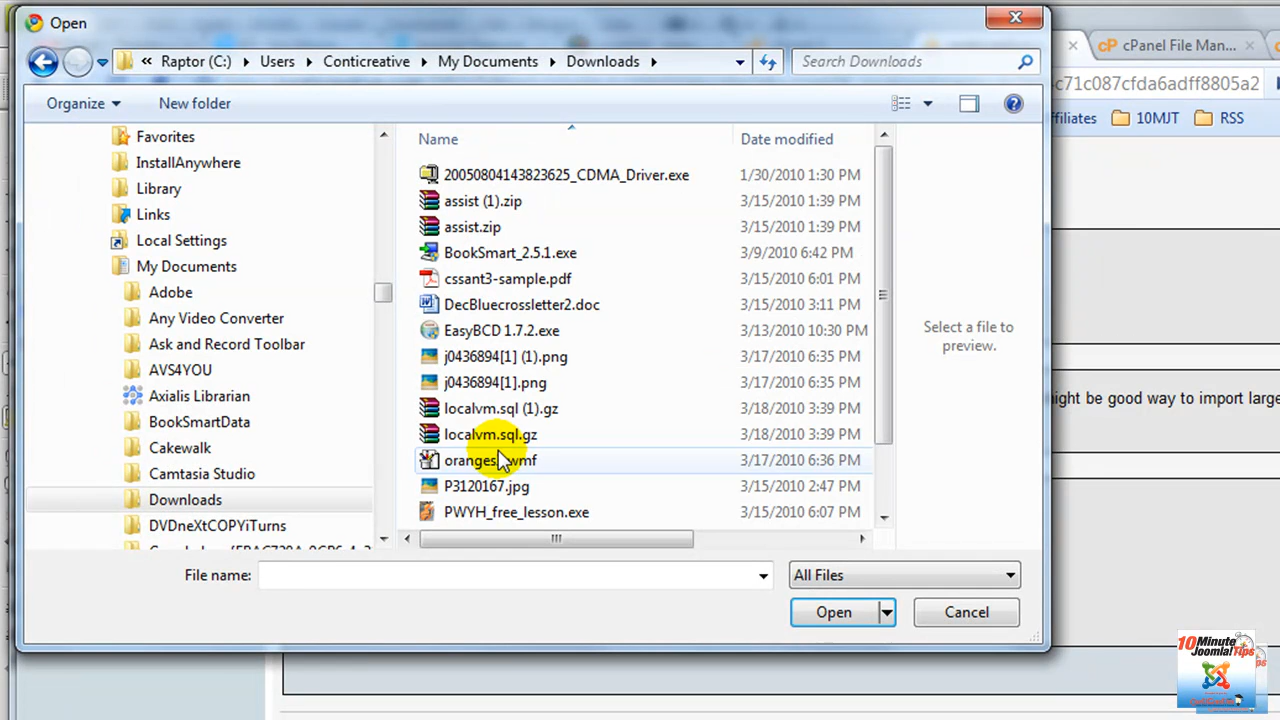 Open
« Raptor (C:) Users Conticreative My Documents Downloads
Search Downloads
cPanel File Man...
c71c087cfda6adff8805a2
Organize
New folder
ffiliates
10MJT
RSS
Favorites
InstallAnywhere
Library
Links
Local Settings
My Documents
Adobe
Any Video Converter
Ask and Record Toolbar
AVS4YOU
Axialis Librarian
BookSmartData
Cakewalk
Camtasia Studio
Downloads
DVDneXtCOPYiTurns
Name Date modified
20050804143823625_CDMA_Driver.exe 1/30/2010 1:30 PM
assist (1).zip 3/15/2010 1:39 PM
assist.zip 3/15/2010 1:39 PM
BookSmart_2.5.1.exe 3/9/2010 6:42 PM
cssant3-sample.pdf 3/15/2010 6:01 PM
DecBluecrossletter2.doc 3/15/2010 3:11 PM
EasyBCD 1.7.2.exe 3/13/2010 10:30 PM
j0436894[1] (1).png 3/17/2010 6:35 PM
j0436894[1].png 3/17/2010 6:35 PM
localvm.sql (1).gz 3/18/2010 3:39 PM
localvm.sql.gz 3/18/2010 3:39 PM
oranges wmf 3/17/2010 6:36 PM
P3120167.jpg 3/15/2010 2:47 PM
PWYH_free_lesson.exe 3/15/2010 6:07 PM
Select a file to
preview.
ight be good way to import large
File name:
All Files
Open
Cancel
10 Minute
Joomla! Tips